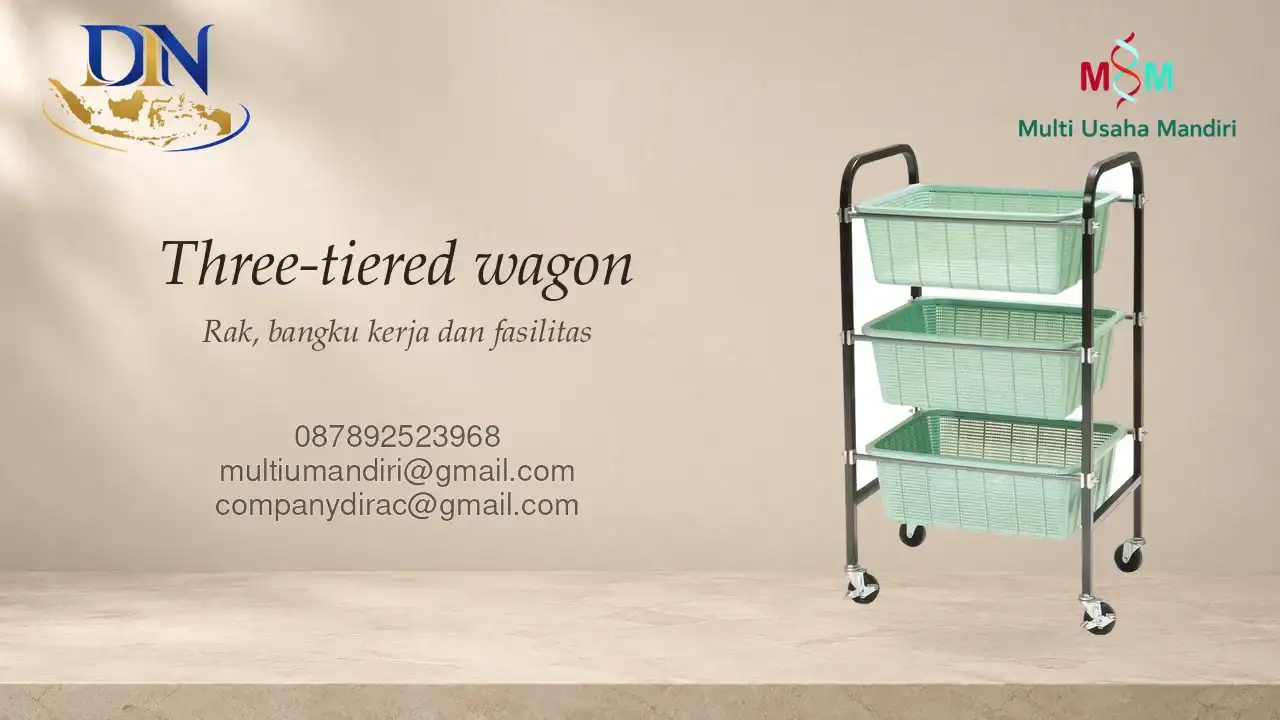 DN
M M
Multi Usaha Mandiri
Three-tiered wagon
Rak, bangku kerja dan fasilitas
087892523968
multiumandiri@gmail.com
companydirac@gmail.com